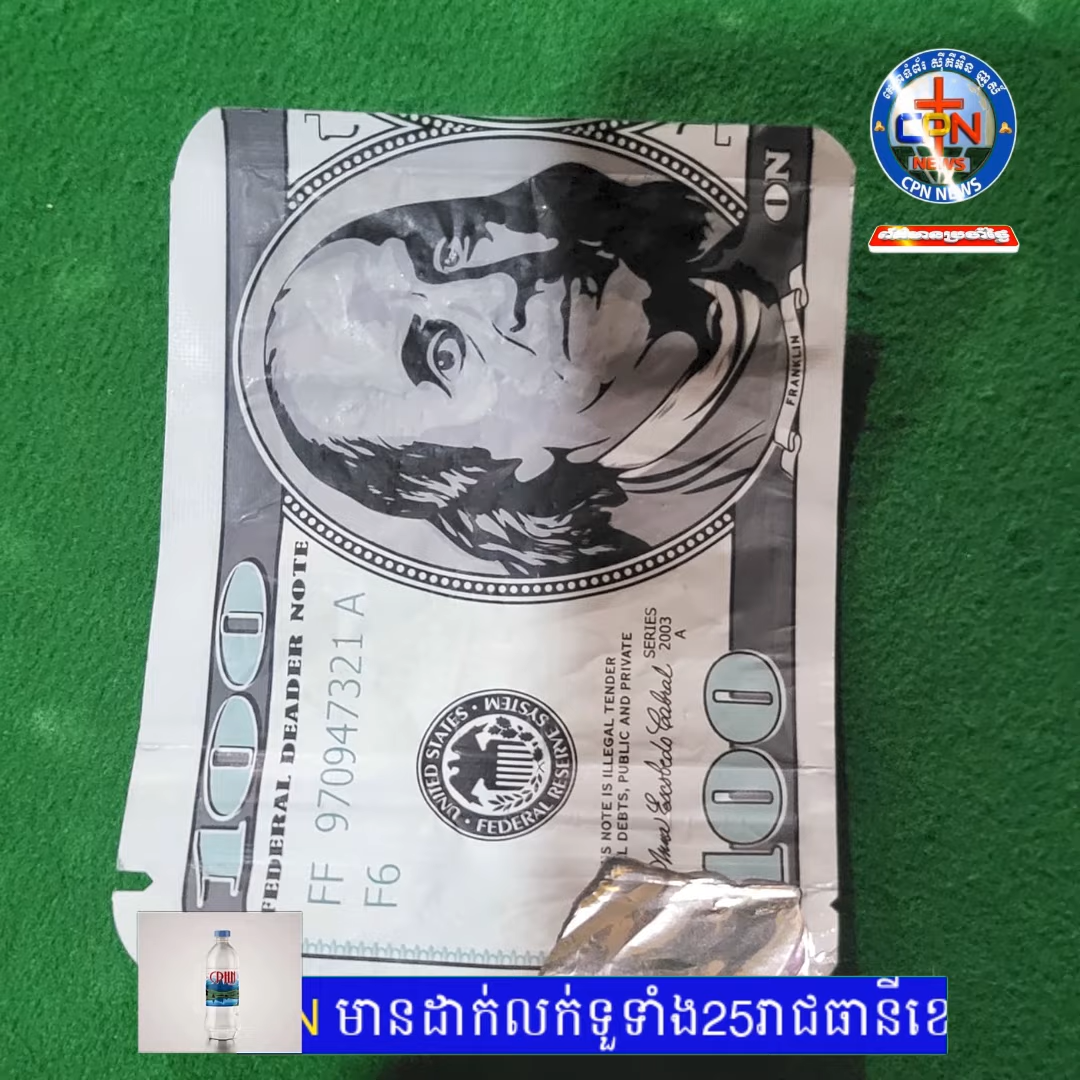 CPN
NEWS
CPN NEWS
ON
FRANKLIN
100
FEDERAL DEADER NOTE
FF 970947321 A
F6
UNITED STATES • FEDERAL RESERVE SYSTEM •
S NOTE IS ILLEGAL TENDER
L DEBTS, PUBLIC AND PRIVATE
SERIES
2003
A
100
N មានដាក់លក់ទូទាំង25រាជធានីខេ